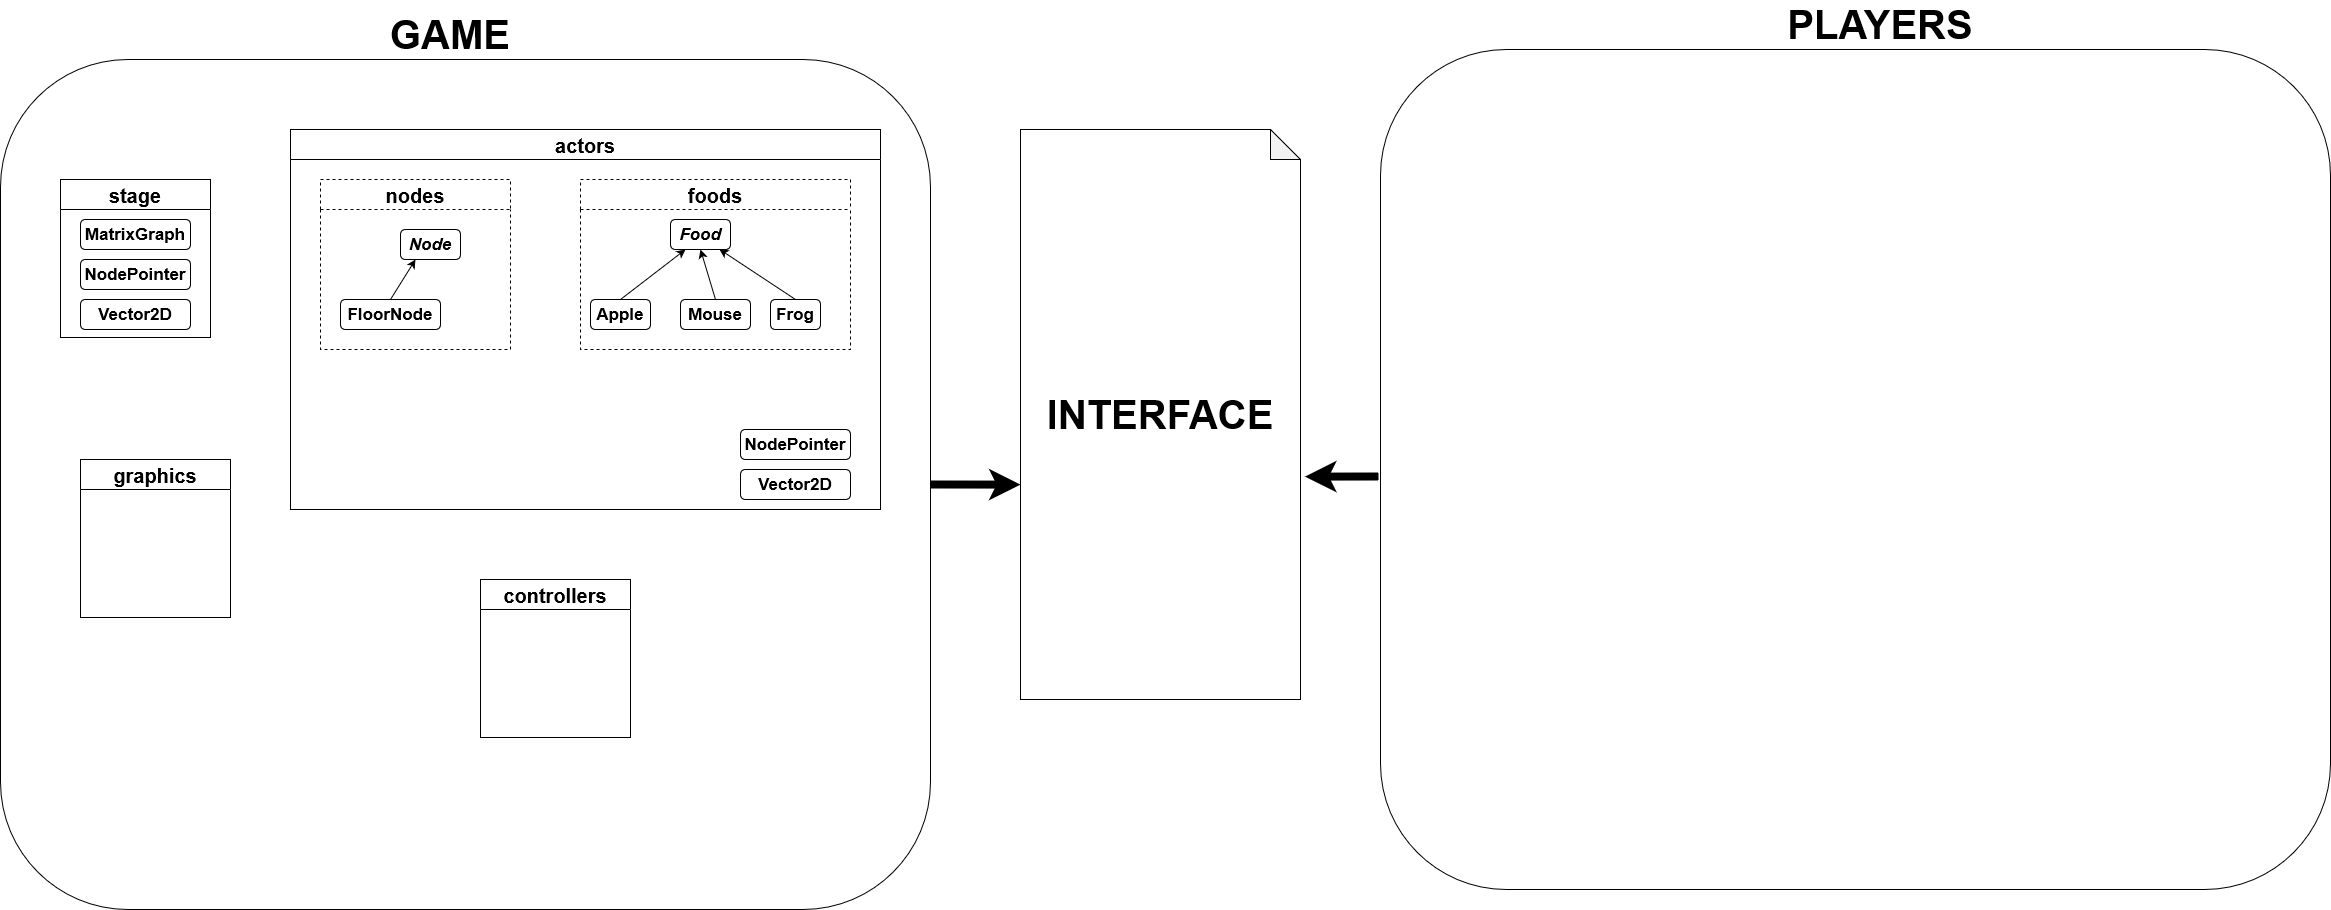 GAME
PLAYERS
actors
stage
nodes
foods
MatrixGraph
Node
Food
NodePointer
Vector2D
FloorNode
Apple
Mouse
Frog
INTERFACE
NodePointer
graphics
Vector2D
controllers